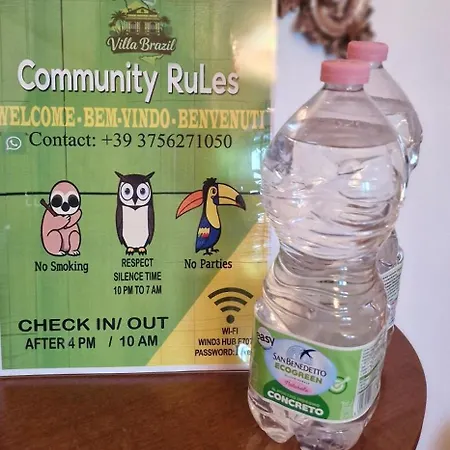 Villa Brazil
Community RuLes
WELCOME - BEM-VINDO - BENVENUTI
Contact: +39 3756271050
No Smoking
RESPECT
SILENCE TIME
10 PM TO 7 AM
No Parties
CHECK IN/ OUT
AFTER 4 PM / 10 AM
WI-FI
WIND3 HUB
PASSWORD:
easy
SAN BENEDETTO
ECOGREEN
CONCRETO